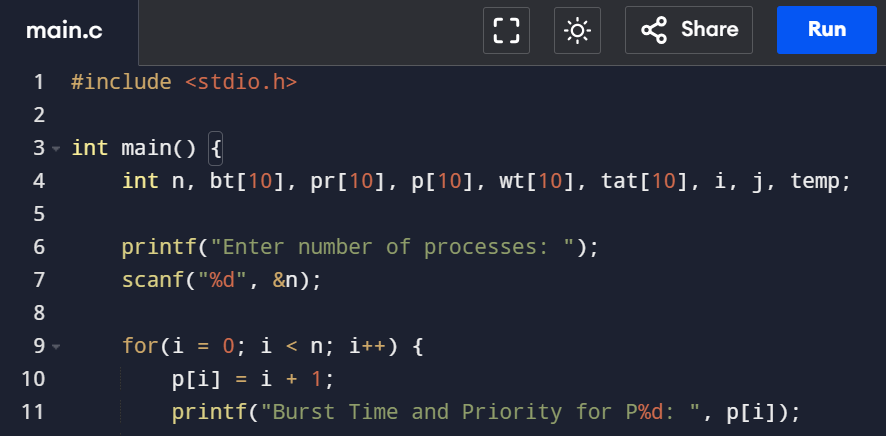 main.c
Share
Run
1 #include <stdio.h>
2
3 int main() {
4 int n, bt[10], pr[10], p[10], wt[10], tat[10], i, j, temp;
5
6 printf("Enter number of processes: ");
7 scanf("%d", &n);
8
9 for(i = 0; i < n; i++) {
10 p[i] = i + 1;
11 printf("Burst Time and Priority for P%d: ", p[i]);